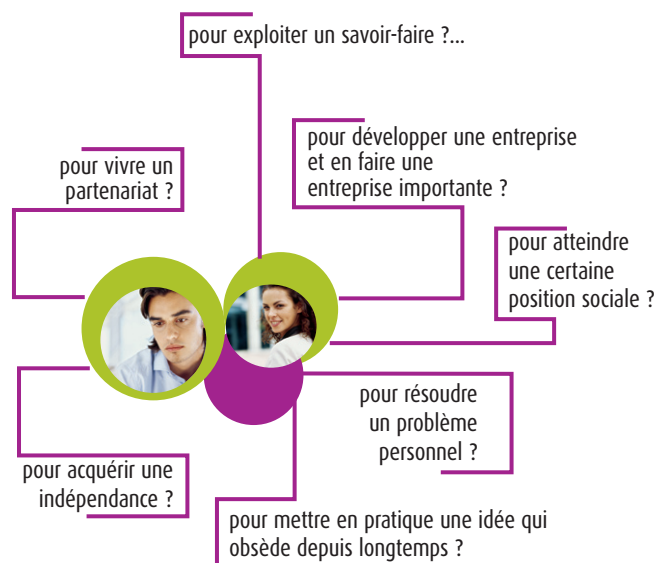 pour exploiter un savoir-faire ?...
pour développer une entreprise
et en faire une
entreprise importante ?
pour vivre un
partenariat ?
pour atteindre
une certaine
position sociale ?
pour résoudre
un problème
personnel ?
pour acquérir une
indépendance ?
pour mettre en pratique une idée qui
obsède depuis longtemps ?